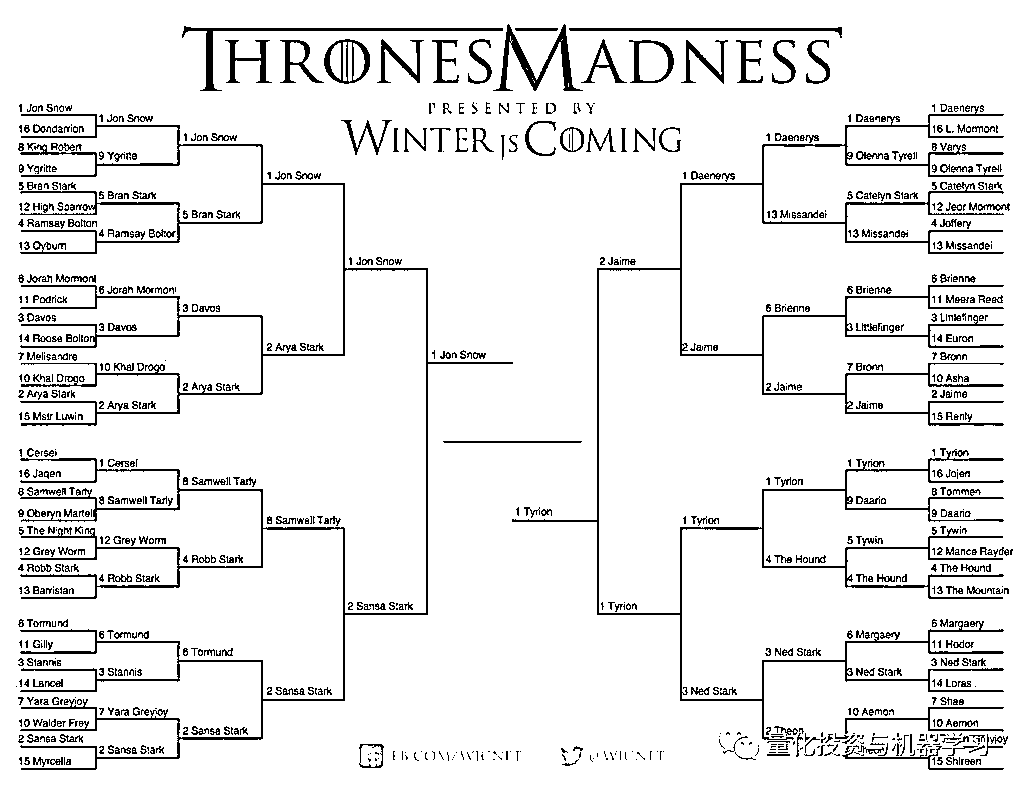 THRONESMADNESS
PRESENTED BY
WINTER IS COMING
1 Jon Snow
16 Dondarrion
8 King Robert
9 Ygritte
5 Bran Stark
12 High Sparrow
4 Ramsay Bolton
13 Qyburn
6 Jorah Mormont
11 Podrick
3 Davos
14 Roose Bolton
7 Melisandre
10 Khal Drogo
2 Arya Stark
15 Mstr Luwin
1 Cersei
16 Jaqen
8 Samwell Tarly
9 Oberyn Martell
5 The Night King
12 Grey Worm
4 Robb Stark
13 Barristan
6 Tormund
11 Gilly
3 Stannis
14 Lancel
7 Yara Greyjoy
10 Walder Frey
2 Sansa Stark
15 Myrcella
1 Jon Snow
9 Ygritte
5 Bran Stark
4 Ramsay Bolton
6 Jorah Mormont
3 Davos
10 Khal Drogo
2 Arya Stark
1 Cersei
8 Samwell Tarly
12 Grey Worm
4 Robb Stark
6 Tormund
3 Stannis
7 Yara Greyjoy
2 Sansa Stark
1 Jon Snow
5 Bran Stark
3 Davos
2 Arya Stark
8 Samwell Tarly
4 Robb Stark
6 Tormund
2 Sansa Stark
1 Jon Snow
2 Arya Stark
8 Samwell Tarly
2 Sansa Stark
1 Jon Snow
2 Sansa Stark
1 Jon Snow
1 Tyrion
2 Jaime
1 Tyrion
1 Daenerys
2 Jaime
1 Tyrion
3 Ned Stark
1 Daenerys
13 Missandei
6 Brienne
2 Jaime
1 Tyrion
4 The Hound
3 Ned Stark
2 Theon
1 Daenerys
9 Olenna Tyrell
5 Catelyn Stark
13 Missandei
6 Brienne
3 Littlefinger
7 Bronn
2 Jaime
1 Tyrion
9 Daario
5 Tywin
4 The Hound
6 Margaery
3 Ned Stark
10 Aemon
1 Daenerys
16 L. Mormont
8 Varys
9 Olenna Tyrell
5 Catelyn Stark
12 Jeor Mormont
4 Joffery
13 Missandei
6 Brienne
11 Meera Reed
3 Littlefinger
14 Euron
7 Bronn
10 Asha
2 Jaime
15 Renly
1 Tyrion
16 Jojen
8 Tommen
9 Daario
5 Tywin
12 Mance Rayder
4 The Hound
13 The Mountain
6 Margaery
11 Hodor
3 Ned Stark
14 Loras
7 Shae
10 Aemon
15 Shireen
FB.COM/WICNET
@WICNET
量化投资与机器学习